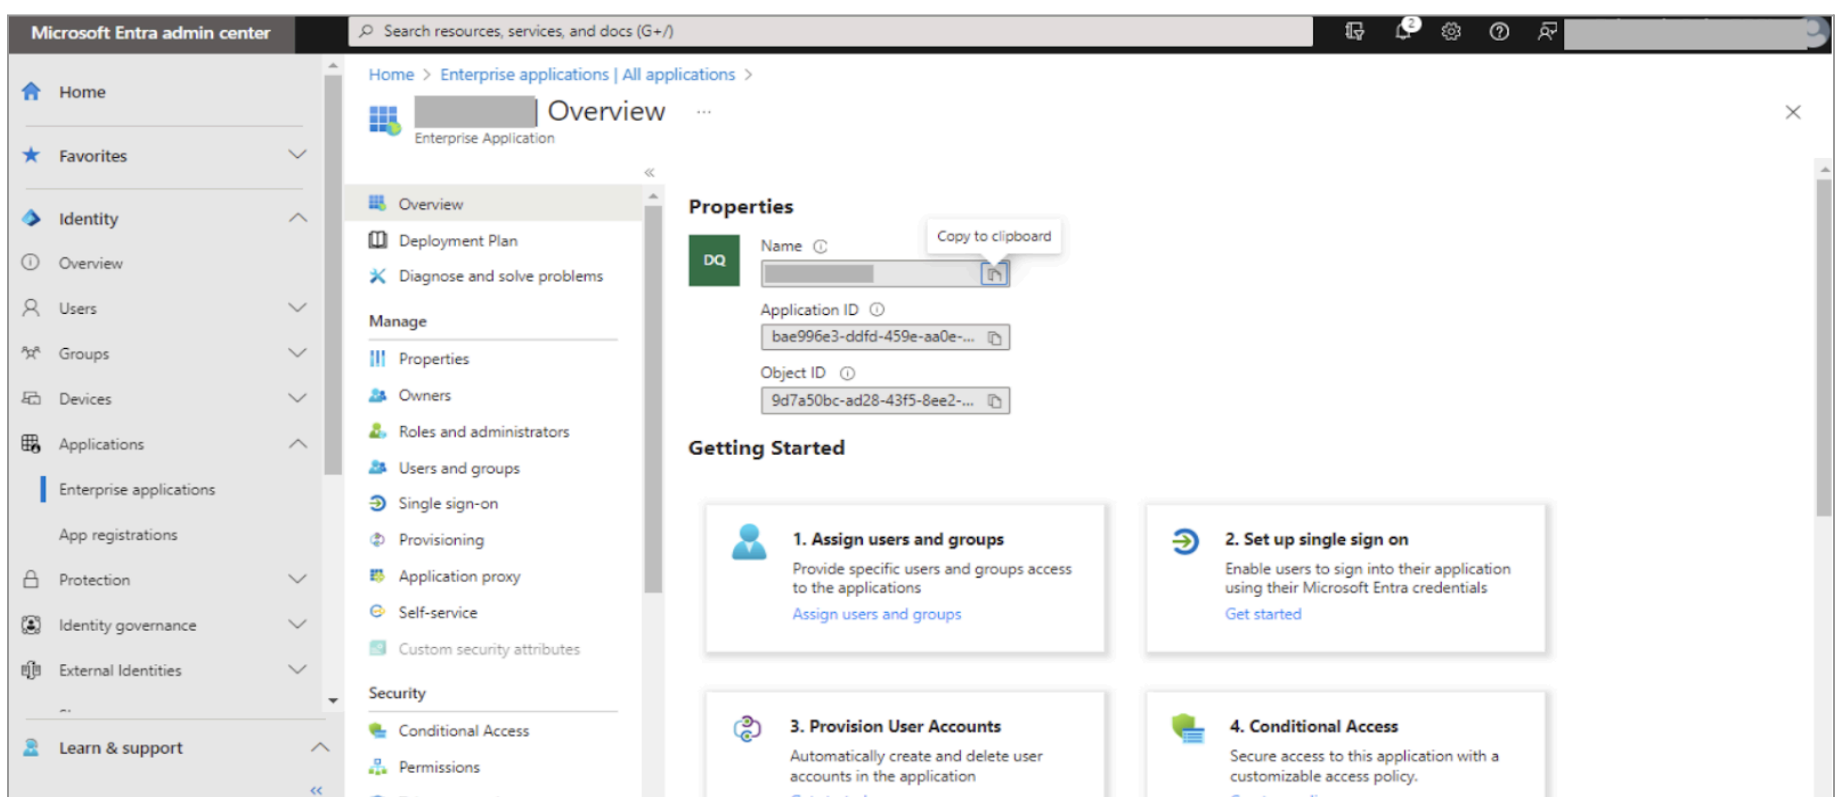 Microsoft Entra admin center
Search resources, services, and docs (G+/)
2
Home
Favorites
Identity
Overview
Users
Groups
Devices
Applications
Enterprise applications
App registrations
Protection
Identity governance
External Identities
Learn & support
Home > Enterprise applications | All applications >
| Overview
Enterprise Application
Overview
Deployment Plan
Diagnose and solve problems
Manage
Properties
Owners
Roles and administrators
Users and groups
Single sign-on
Provisioning
Application proxy
Self-service
Custom security attributes
Security
Conditional Access
Permissions
Properties
DQ
Name
Copy to clipboard
Application ID
bae996e3-ddfd-459e-aa0e-...
Object ID
9d7a50bc-ad28-43f5-8ee2-...
Getting Started
1. Assign users and groups
Provide specific users and groups access
to the applications
Assign users and groups
2. Set up single sign on
Enable users to sign into their application
using their Microsoft Entra credentials
Get started
3. Provision User Accounts
Automatically create and delete user
accounts in the application
4. Conditional Access
Secure access to this application with a
customizable access policy.